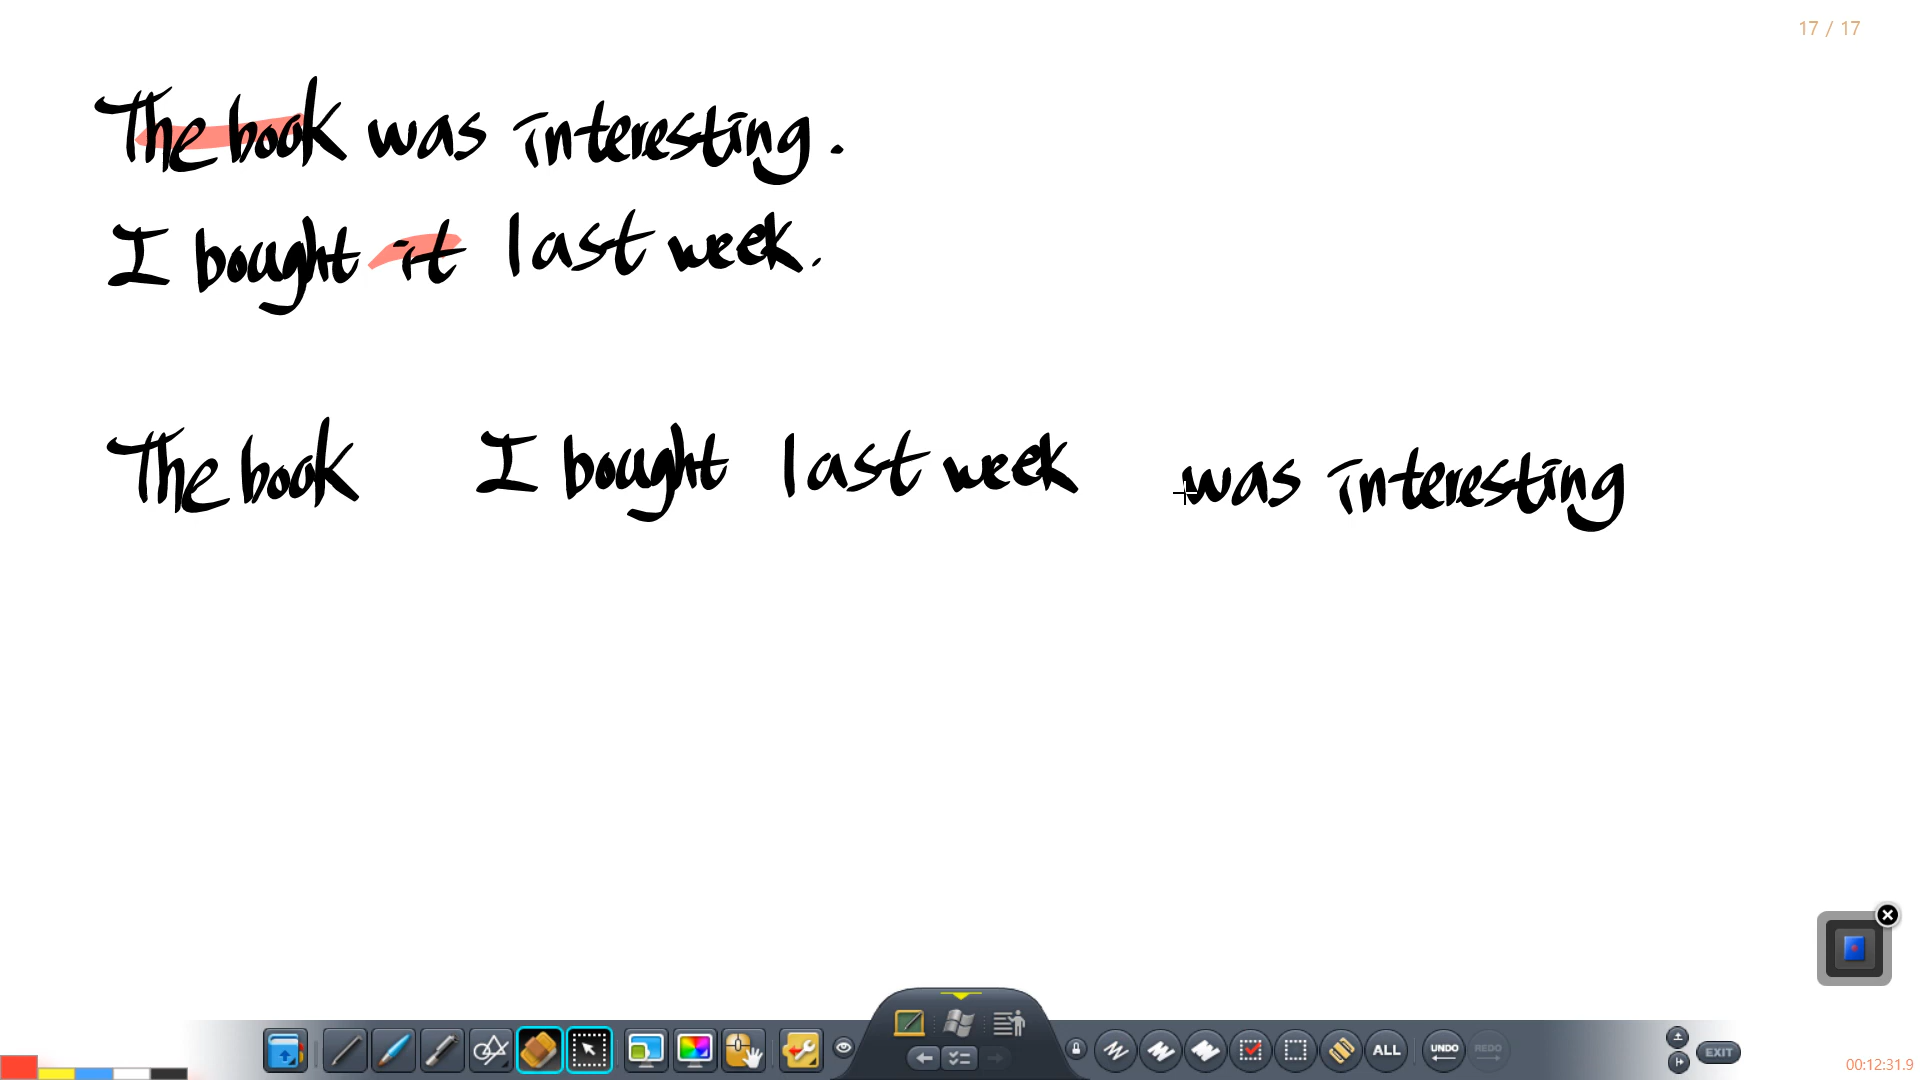 17 / 17
The book was interesting.
I bought it last week.
The book I bought last week was interesting
ALL UNDO REDO EXIT
00:12:31.9